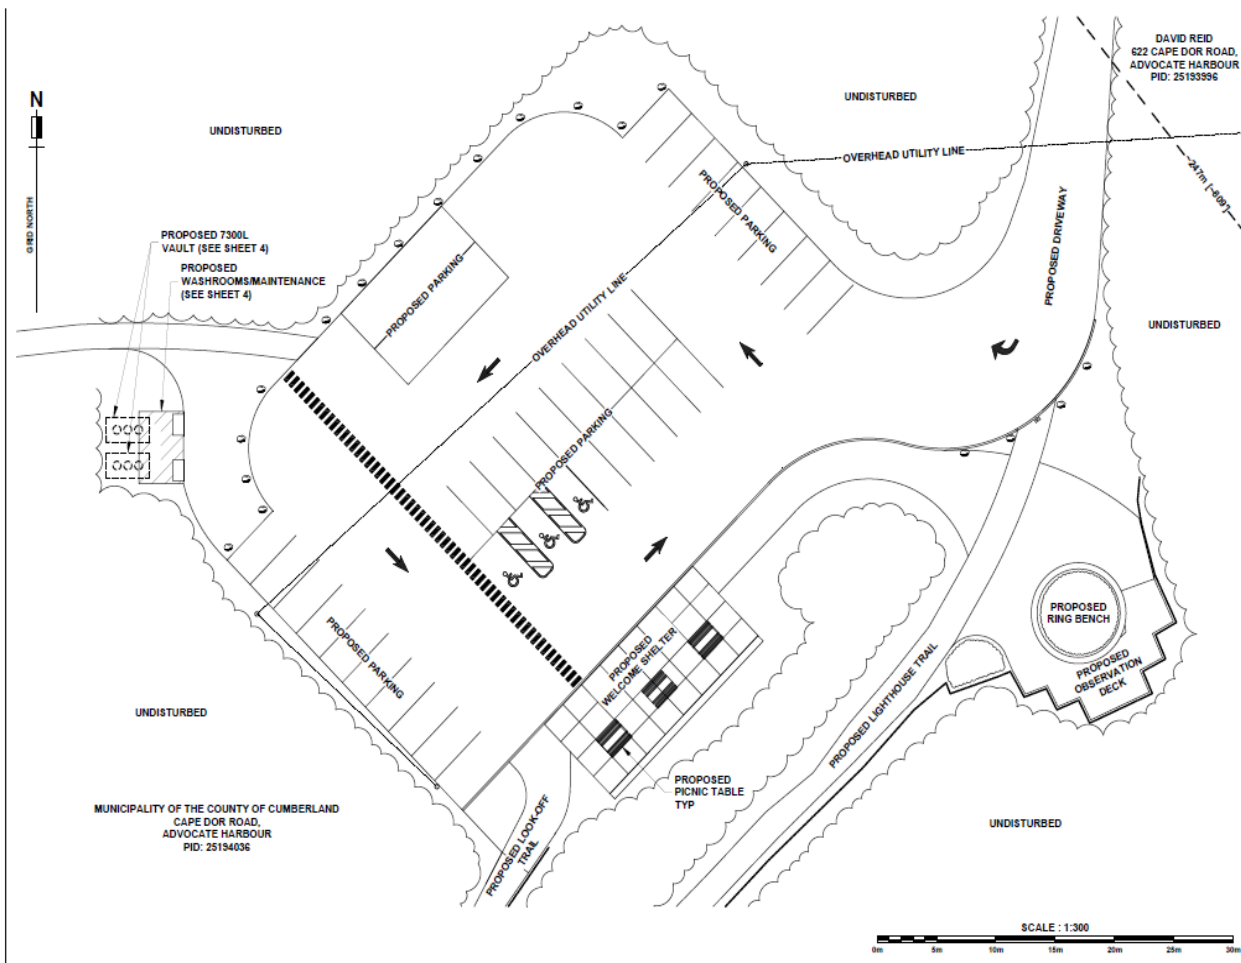 DAVID REID
622 CAPE DOR ROAD,
ADVOCATE HARBOUR
PID: 25193996
N
GRID NORTH
UNDISTURBED
UNDISTURBED
OVERHEAD UTILITY LINE
~247m [~809']
PROPOSED PARKING
PROPOSED DRIVEWAY
PROPOSED 7300L
VAULT (SEE SHEET 4)
PROPOSED
WASHROOMS/MAINTENANCE
(SEE SHEET 4)
PROPOSED PARKING
OVERHEAD UTILITY LINE
UNDISTURBED
PROPOSED PARKING
PROPOSED PARKING
PROPOSED
WELCOME SHELTER
PROPOSED
RING BENCH
PROPOSED
OBSERVATION
DECK
PROPOSED LIGHTHOUSE TRAIL
UNDISTURBED
PROPOSED
PICNIC TABLE
TYP
PROPOSED LOOK-OFF
TRAIL
MUNICIPALITY OF THE COUNTY OF CUMBERLAND
CAPE DOR ROAD,
ADVOCATE HARBOUR
PID: 25194036
UNDISTURBED
SCALE : 1:300
0m 5m 10m 15m 20m 25m 30m